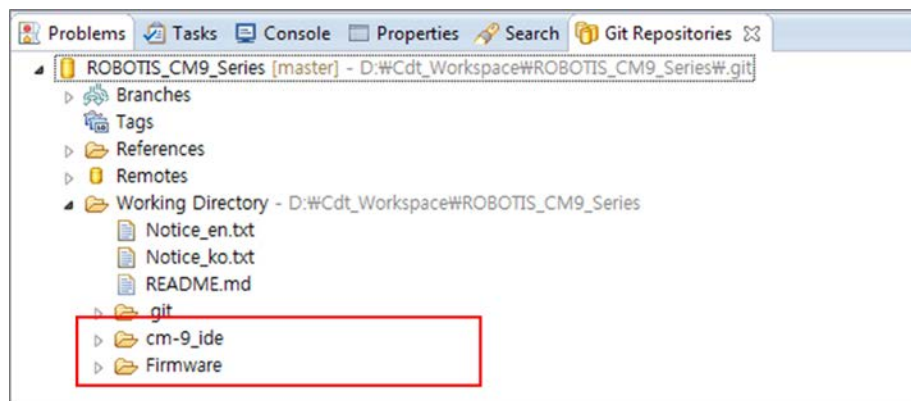 Problems Tasks Console Properties Search Git Repositories
ROBOTIS_CM9_Series [master] - D:₩Cdt_Workspace₩ROBOTIS_CM9_Series₩.git
Branches
Tags
References
Remotes
Working Directory - D:₩Cdt_Workspace₩ROBOTIS_CM9_Series
Notice_en.txt
Notice_ko.txt
README.md
.git
cm-9_ide
Firmware